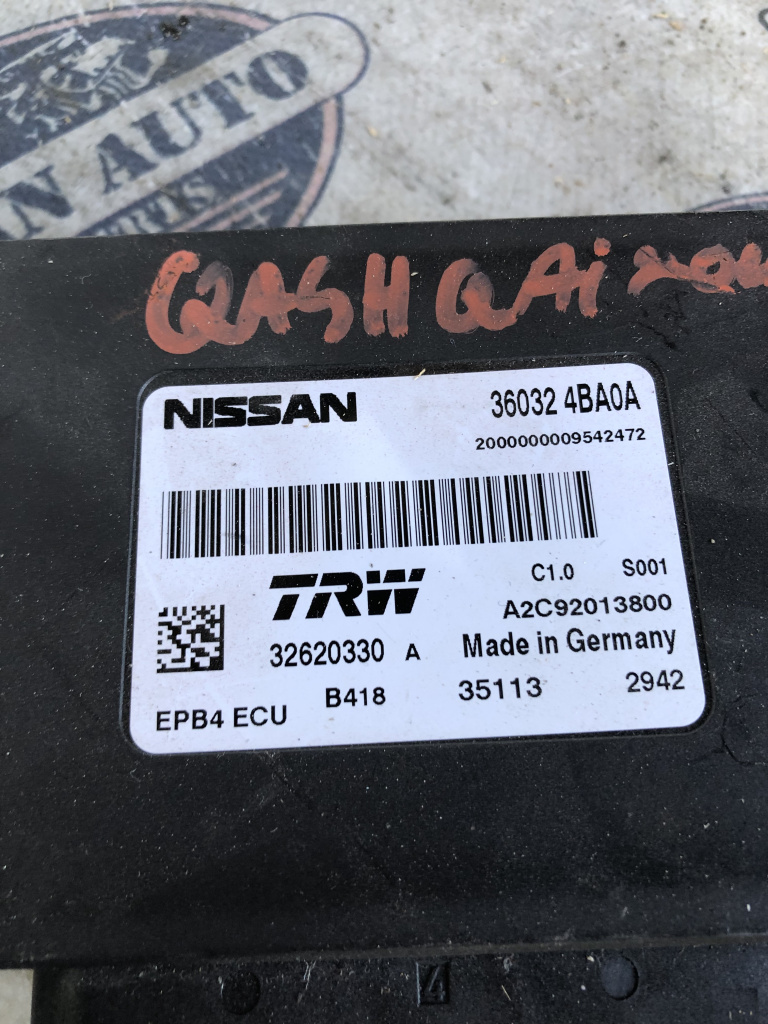 N AUTO
QASHQAi
NISSAN 36032 4BA0A
2000000009542472
C1.0 S001
TRW A2C92013800
32620330 A Made in Germany
EPB4 ECU B418 35113 2942
4